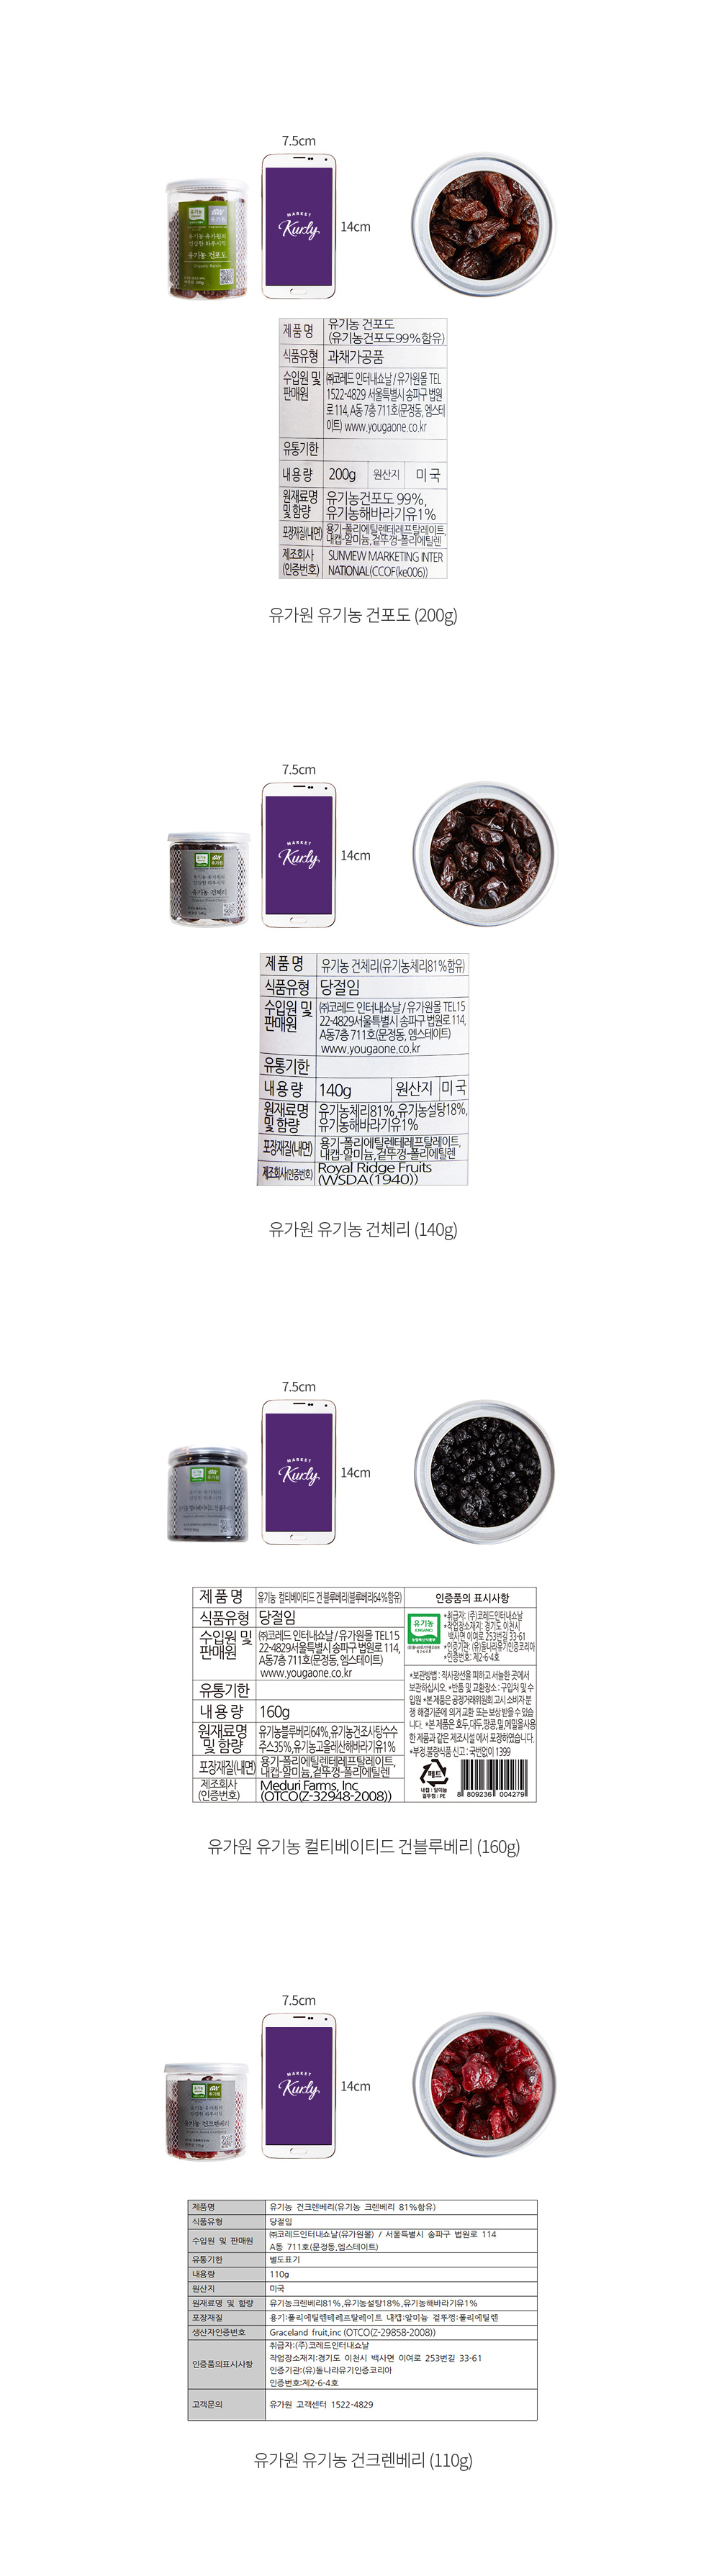 7.5cm
MARKET
Kurly
14cm
유기농 유가원의
건강한 하루시작
유기농 건포도
제품명 유기농 건포도
(유기농건포도99%함유)
식품유형 과채가공품
수입원 및 판매원 ㈜코레드 인터내쇼날/유가원몰 TEL
1522-4829 서울특별시 송파구 법원
로 114, A동 7층 711호(문정동, 엠스테
이트) www.yougaone.co.kr
유통기한
내용량 200g 원산지 미국
원재료명 및 함량 유기농건포도 99%,
유기농해바라기유1%
포장재질(내면) 용기-폴리에틸렌테레프탈레이트,
내캡-알미늄,겉뚜껑-폴리에틸렌
제조회사 SUNVIEW MARKETING INTER
(인증번호) NATIONAL(CCOF(ke006))
유가원 유기농 건포도 (200g)
7.5cm
MARKET
Kurly
14cm
유가원
유기농 건체리
제품명 유기농 건체리(유기농체리81%함유)
식품유형 당절임
수입원 및 판매원 ㈜코레드 인터내쇼날/유가원몰 TEL15
22-4829서울특별시 송파구 법원로 114,
A동7층 711호(문정동, 엠스테이트)
www.yougaone.co.kr
유통기한
내용량 140g 원산지 미국
원재료명 및 함량 유기농체리81%,유기농설탕18%,
유기농해바라기유1%
포장재질(내면) 용기-폴리에틸렌테레프탈레이트,
내캡-알미늄,겉뚜껑-폴리에틸렌
제조회사(인증번호) Royal Ridge Fruits
(WSDA(1940))
유가원 유기농 건체리 (140g)
7.5cm
MARKET
Kurly
14cm
제품명 유기농 컬티베이티드 건 블루베리(블루베리64%함유)
식품유형 당절임
수입원 및 판매원 ㈜코레드 인터내쇼날/유가원몰 TEL15
22-4829서울특별시 송파구 법원로 114,
A동7층 711호(문정동, 엠스테이트)
www.yougaone.co.kr
유통기한
내용량 160g
원재료명 및 함량 유기농블루베리64%,유기농건조사탕수수
주스35%,유기농고올레산해바라기유1%
포장재질(내면) 용기-폴리에틸렌테레프탈레이트,
내캡-알미늄,겉뚜껑-폴리에틸렌
제조회사 Meduri Farms, Inc
(인증번호) (OTCO(Z-32948-2008))
인증품의 표시사항
유기농
ORGANIC
농림축산식품부
*취급자: (주)코레드인터내쇼날
*작업장소재지: 경기도 이천시
백사면 이여로 253번길 33-61
*인증기관: (유)돌나라유기인증코리아
*인증번호: 제2-6-4호
*보관방법 : 직사광선을 피하고 서늘한 곳에서
보관하십시오. *반품 및 교환장소 : 구입처 및 수
입원 *본 제품은 공정거래위원회 고시 소비자 분
쟁 해결기준에 의거 교환 또는 보상 받을 수 있습
니다. *본 제품은 호두,대두,땅콩,밀,메밀을사용
한 제품과 같은 제조시설에서 포장하였습니다.
*부정.불량식품 신고 : 국번없이 1399
페트
내캡 : 알미늄
겉뚜껑 : PE
8 809236 004279
유가원 유기농 컬티베이티드 건블루베리 (160g)
7.5cm
MARKET
Kurly
14cm
유기농 건크렌베리
제품명 유기농 건크렌베리(유기농 크렌베리 81%함유)
식품유형 당절임
수입원 및 판매원 ㈜코레드인터내쇼날(유가원몰) / 서울특별시 송파구 법원로 114
A동 711호(문정동,엠스테이트)
유통기한 별도표기
내용량 110g
원산지 미국
원재료명 및 함량 유기농크렌베리81%,유기농설탕18%,유기농해바라기유1%
포장재질 용기:폴리에틸렌테레프탈레이트 내캡:알미늄 겉뚜껑:폴리에틸렌
생산자인증번호 Graceland fruit,inc (OTCO(Z-29858-2008))
인증품의표시사항 취급자:(주)코레드인터내쇼날
작업장소재지:경기도 이천시 백사면 이여로 253번길 33-61
인증기관:(유)돌나라유기인증코리아
인증번호:제2-6-4호
고객문의 유가원 고객센터 1522-4829
유가원 유기농 건크렌베리 (110g)